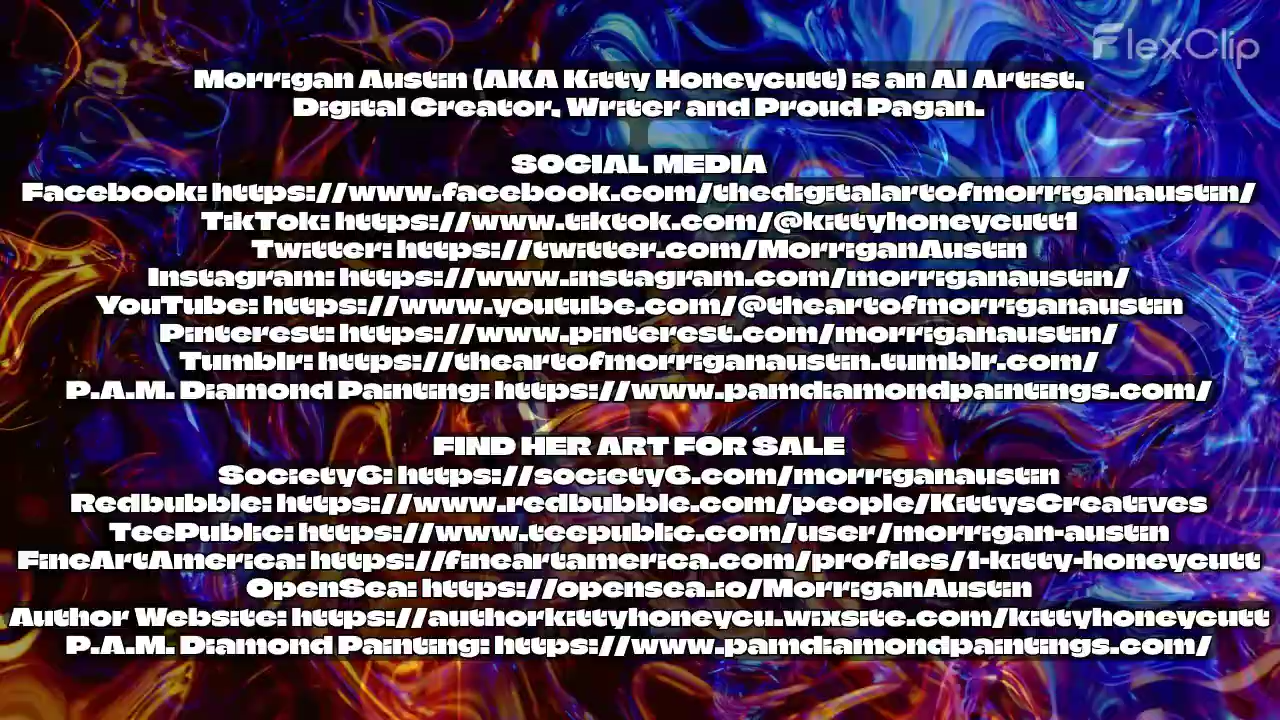 FlexClip
Morrigan Austin (AKA Kitty Honeycutt) is an AI Artist,
Digital Creator, Writer and Proud Pagan.
SOCIAL MEDIA
Facebook: https://www.facebook.com/thedigitalartofmorriganaustin/
TikTok: https://www.tiktok.com/@kittyhoneycutt1
Twitter: https://twitter.com/MorriganAustin
Instagram: https://www.instagram.com/morriganaustin/
YouTube: https://www.youtube.com/@theartofmorriganaustin
Pinterest: https://www.pinterest.com/morriganaustin/
Tumblr: https://theartofmorriganaustin.tumblr.com/
P.A.M. Diamond Painting: https://www.pamdiamondpaintings.com/
FIND HER ART FOR SALE
Society6: https://society6.com/morriganaustin
Redbubble: https://www.redbubble.com/people/KittysCreatives
TeePublic: https://www.teepublic.com/user/morrigan-austin
FineArtAmerica: https://fineartamerica.com/profiles/1-kitty-honeycutt
OpenSea: https://opensea.io/MorriganAustin
Author Website: https://authorkittyhoneycu.wixsite.com/kittyhoneycutt
P.A.M. Diamond Painting: https://www.pamdiamondpaintings.com/